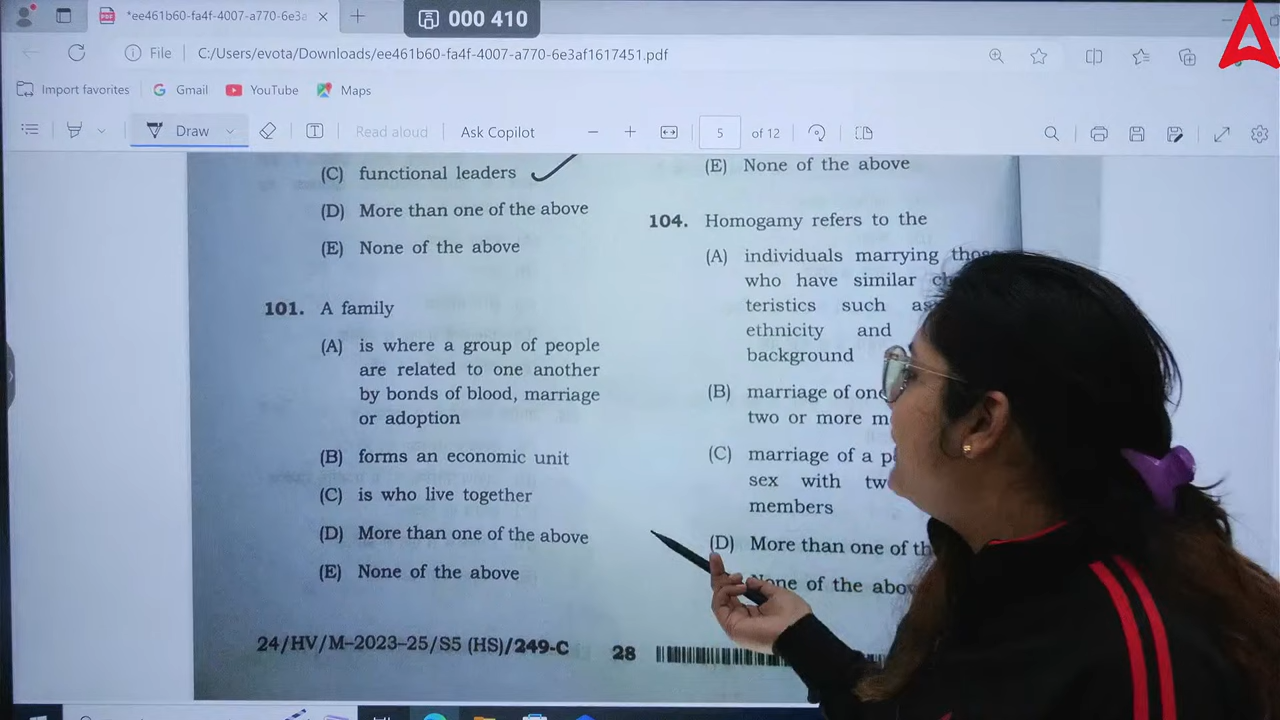 *ee461b60-fa4f-4007-a770-6e3a
000 410
File C:/Users/evota/Downloads/ee461b60-fa4f-4007-a770-6e3af1617451.pdf
Import favorites Gmail YouTube Maps
Draw Read aloud Ask Copilot 5 of 12
(C) functional leaders
(D) More than one of the above
(E) None of the above
101. A family
(A) is where a group of people
are related to one another
by bonds of blood, marriage
or adoption
(B) forms an economic unit
(C) is who live together
(D) More than one of the above
(E) None of the above
24/HV/M–2023–25/S5 (HS)/249-C 28
(E) None of the above
104. Homogamy refers to the
(A) individuals marrying
who have similar
teristics such
ethnicity and
background
(B) marriage of one
two or more
(C) marriage of a
sex with
members
(D) More than one of
None of the